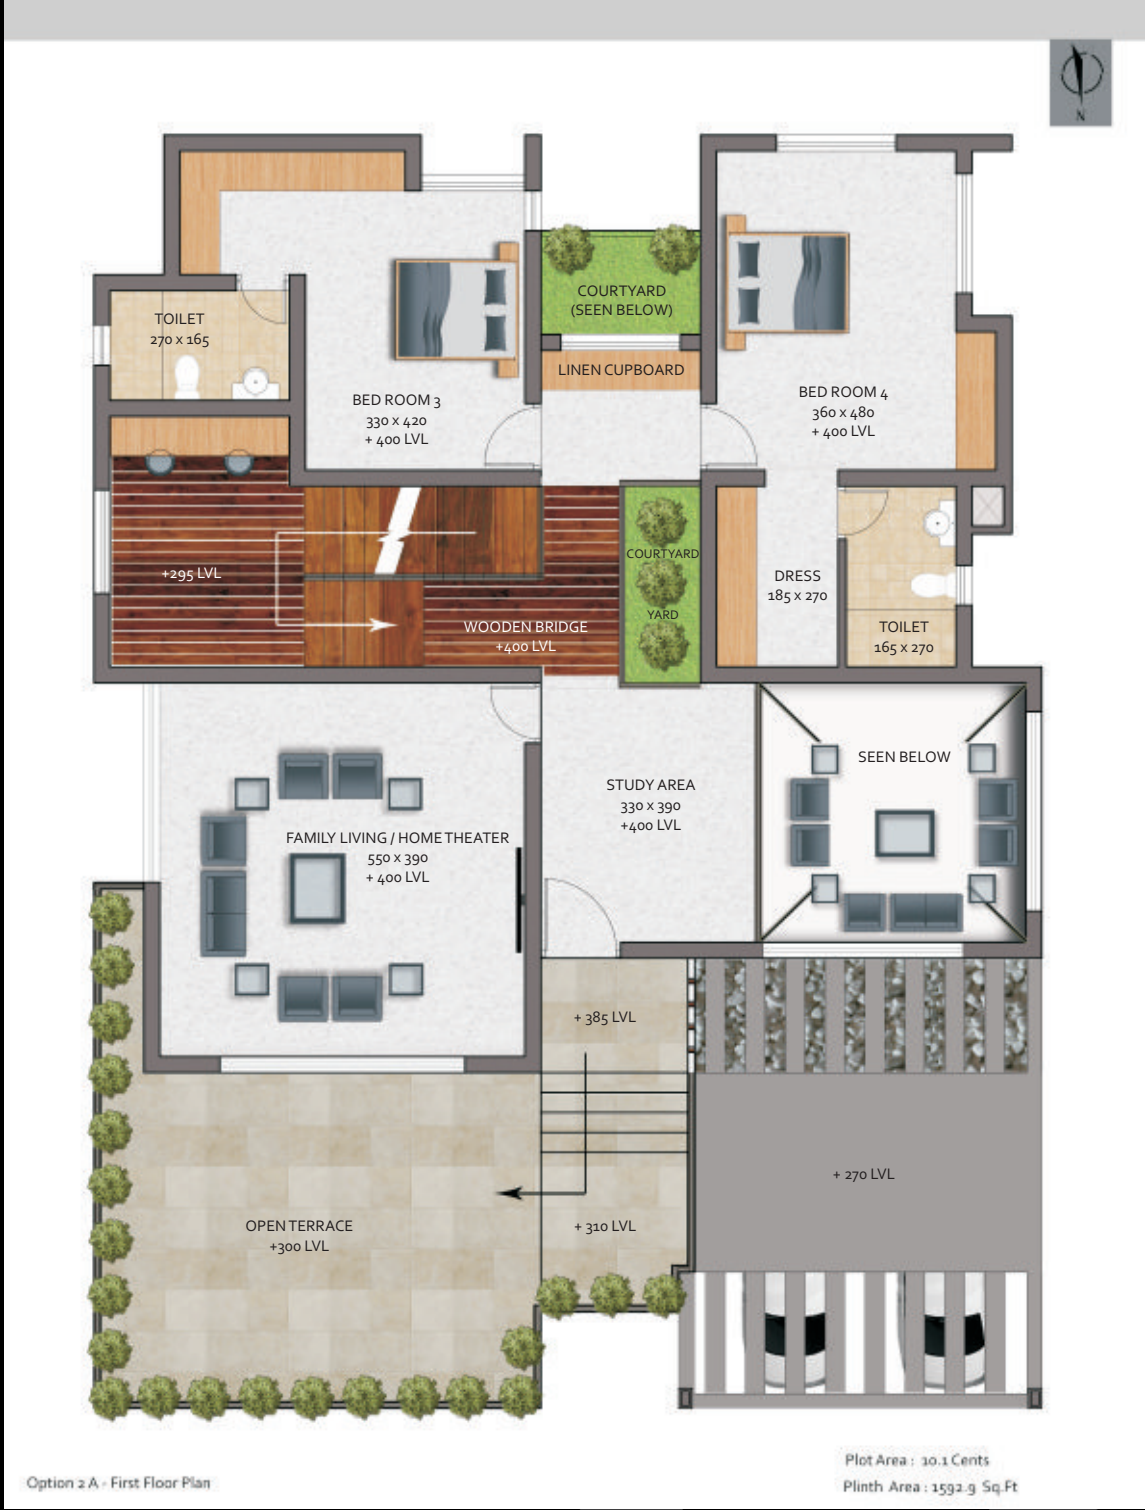 N
TOILET
270 x 165
COURTYARD
(SEEN BELOW)
LINEN CUPBOARD
BED ROOM 3
330 x 420
+ 400 LVL
BED ROOM 4
360 x 480
+ 400 LVL
+295 LVL
COURTYARD
YARD
WOODEN BRIDGE
+400 LVL
DRESS
185 x 270
TOILET
165 x 270
SEEN BELOW
STUDY AREA
330 x 390
+400 LVL
FAMILY LIVING / HOME THEATER
550 x 390
+ 400 LVL
+ 385 LVL
+ 270 LVL
OPEN TERRACE
+300 LVL
+ 310 LVL
Plot Area : 10.1 Cents
Plinth Area : 1592.9 Sq.Ft
Option 2 A - First Floor Plan